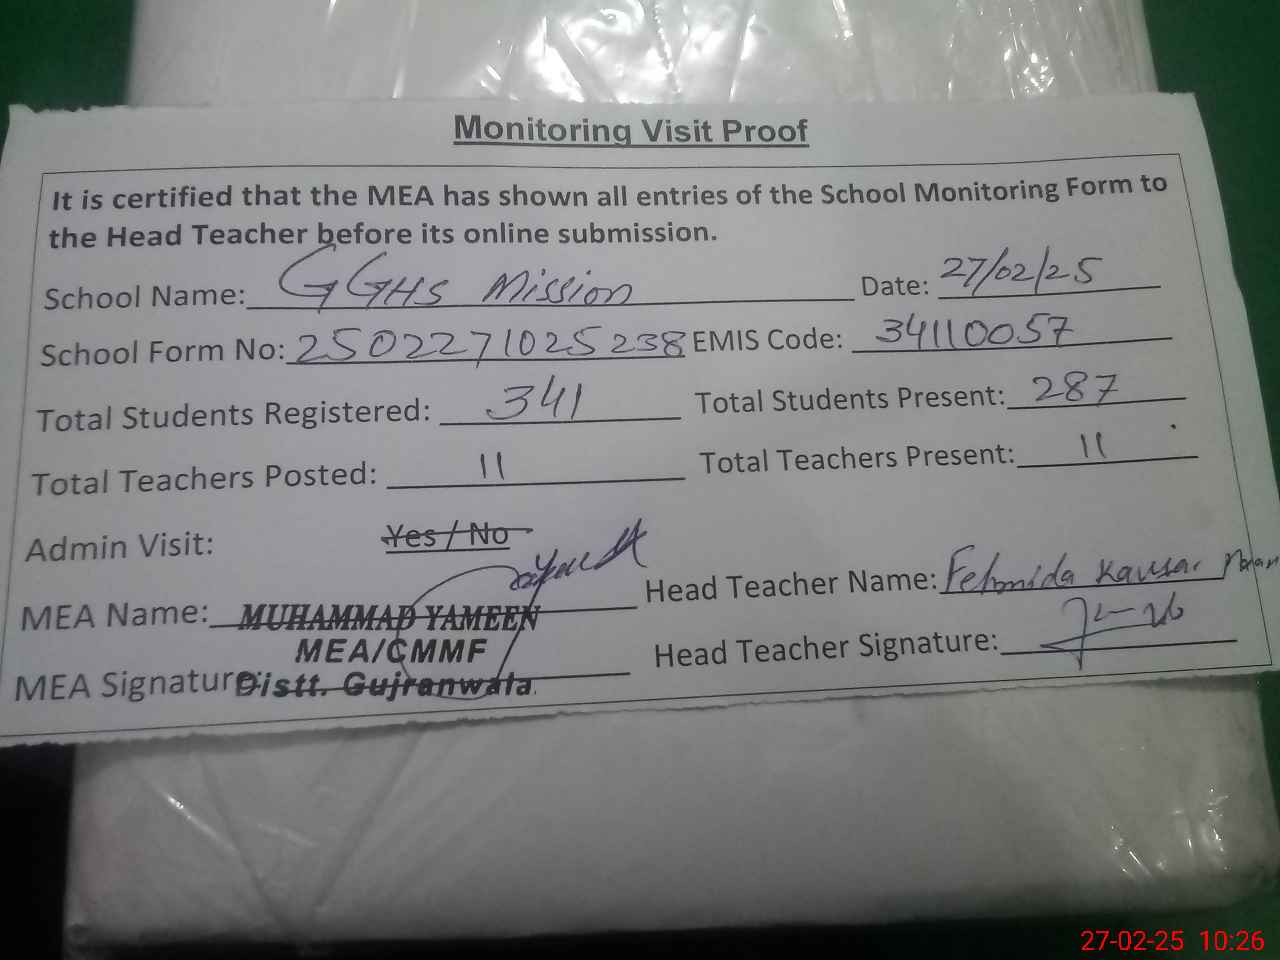 Monitoring Visit Proof
It is certified that the MEA has shown all entries of the School Monitoring Form to
the Head Teacher before its online submission.
School Name: GGHS Mission Date: 27/02/25
School Form No: 2502271025238 EMIS Code: 34110057
Total Students Registered: 341 Total Students Present: 287
Total Teachers Posted: 11 Total Teachers Present: 11
Admin Visit: Yes / No
MEA Name: MUHAMMAD YAMEEN Head Teacher Name: Fehmida Kausar
MEA/CMMF
MEA Signature: Distt. Gujranwala. Head Teacher Signature:
27-02-25 10:26